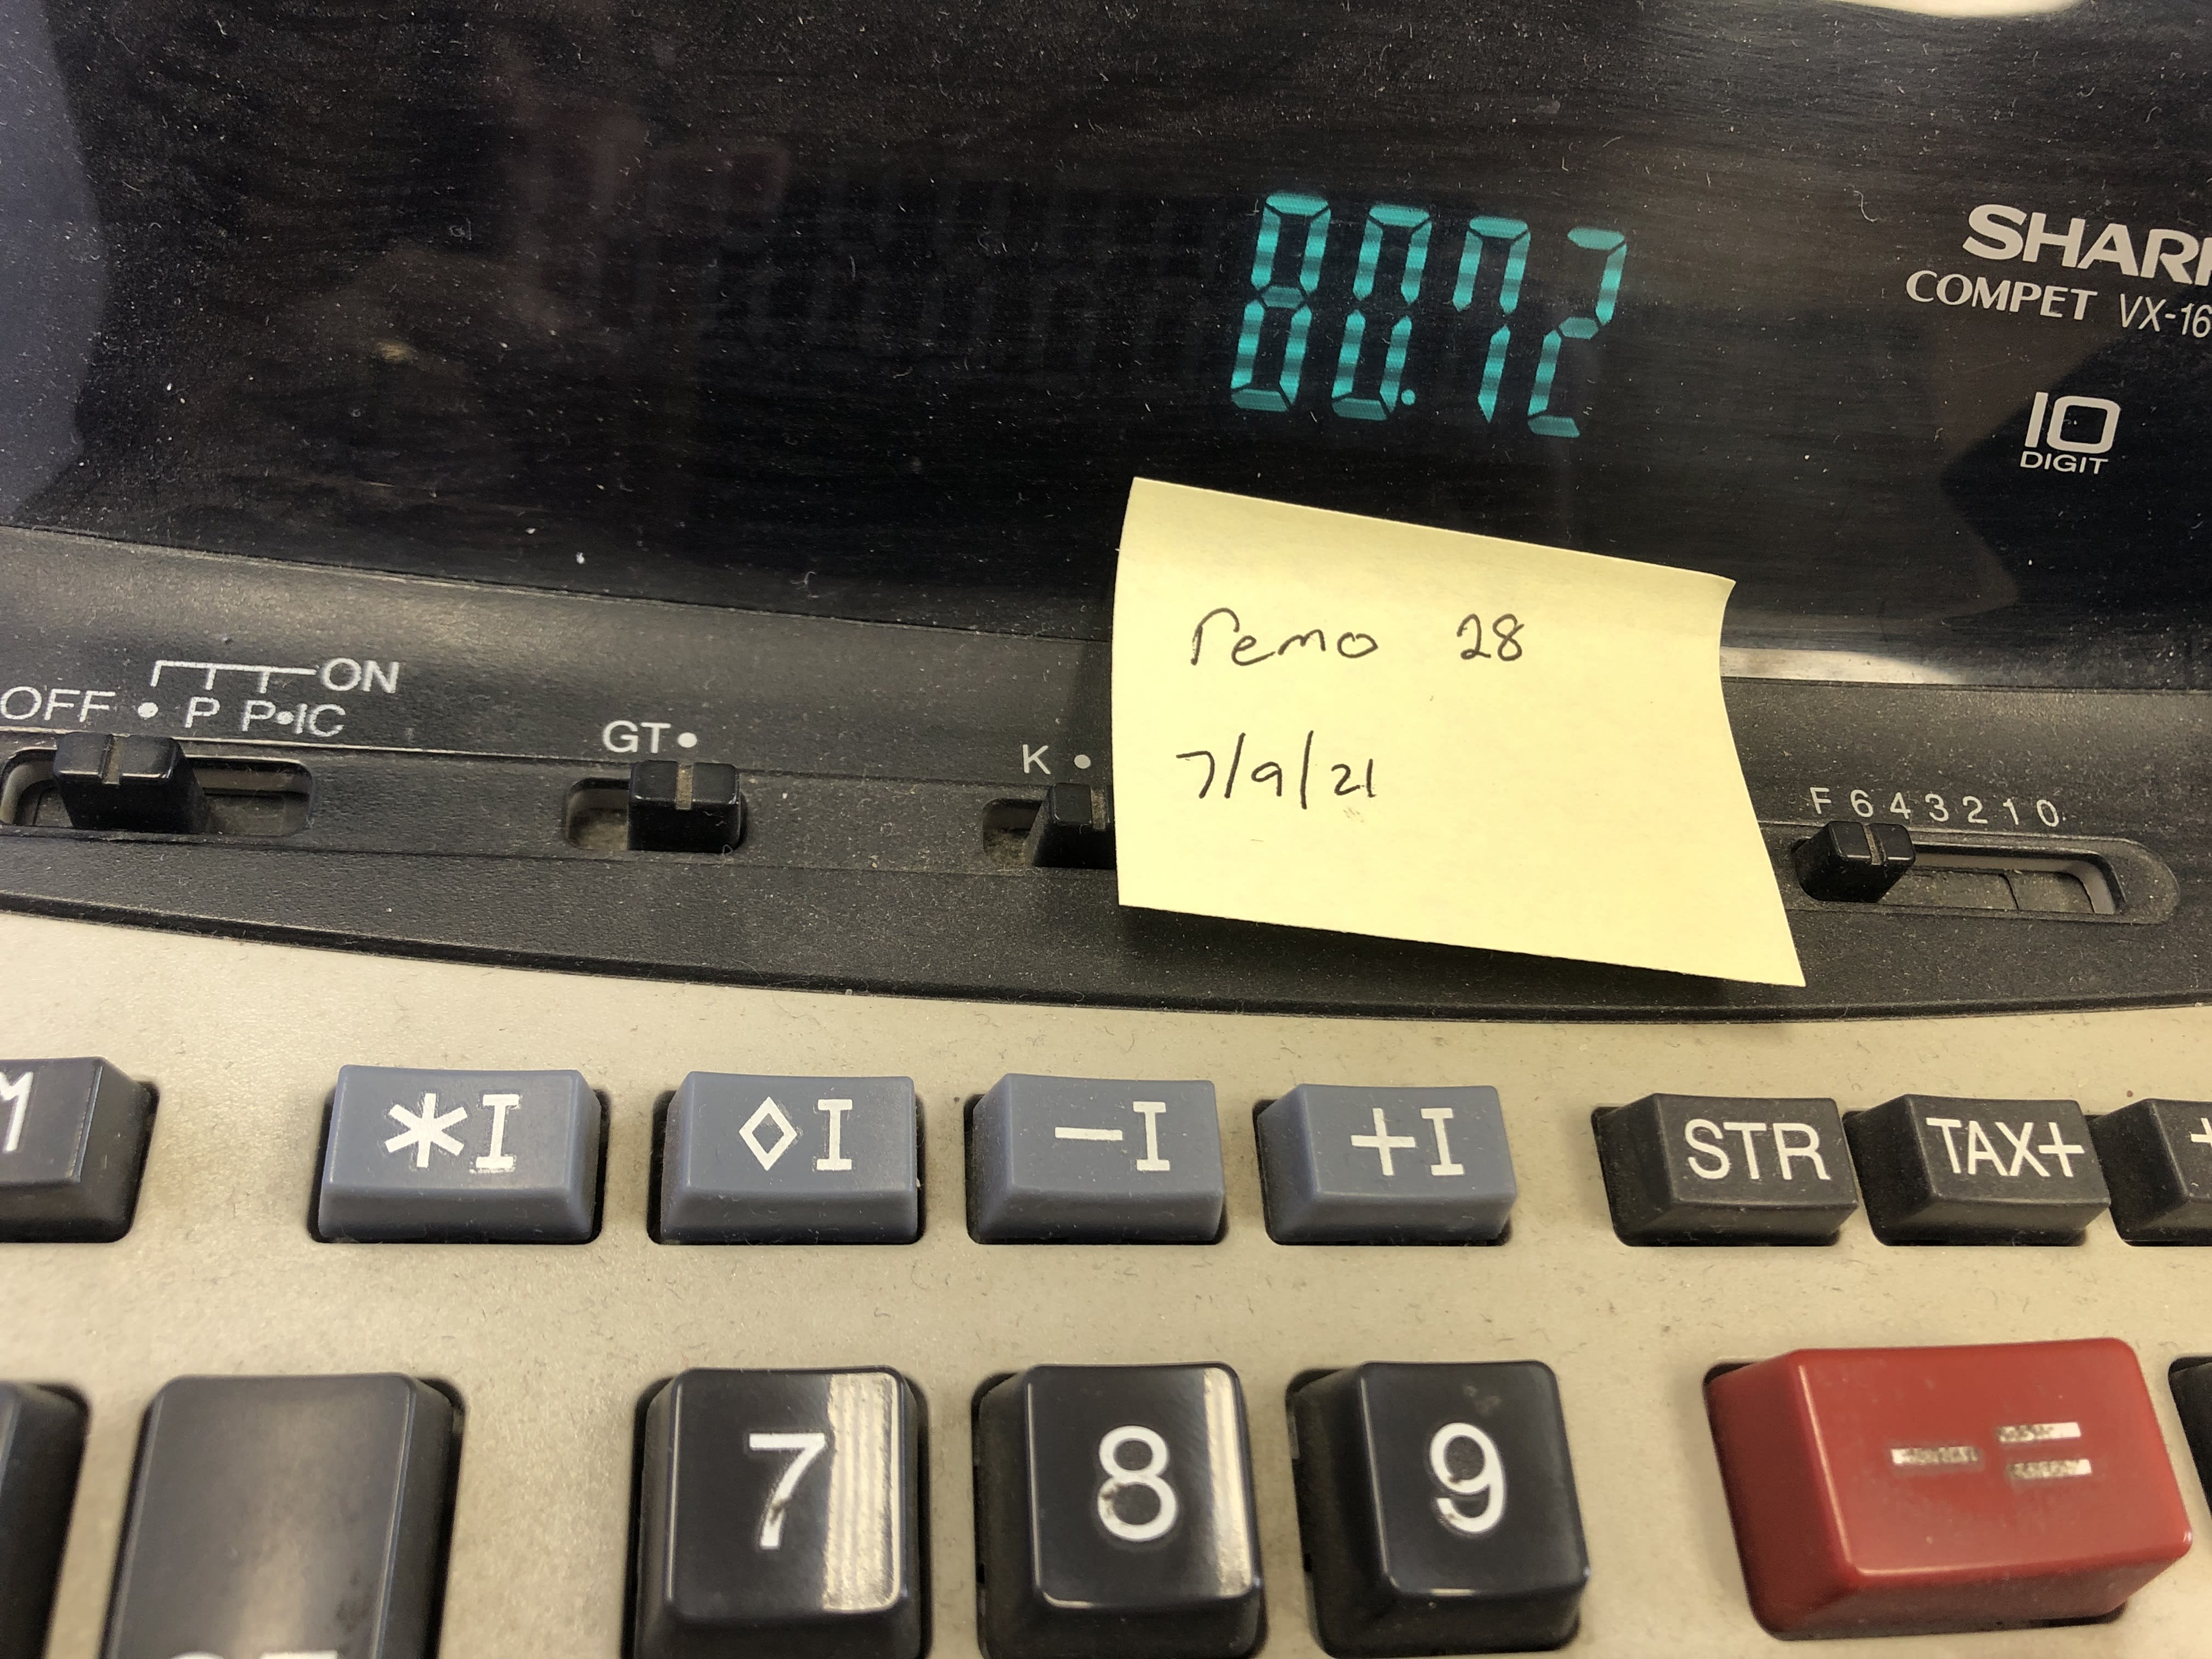 80.72
SHAR
COMPET VX-16
10
DIGIT
remo 28
7/9/21
ON
OFF • P P•IC
GT •
K •
F 6 4 3 2 1 0
M
*I
◊I
-I
+I
STR
TAX+
7
8
9